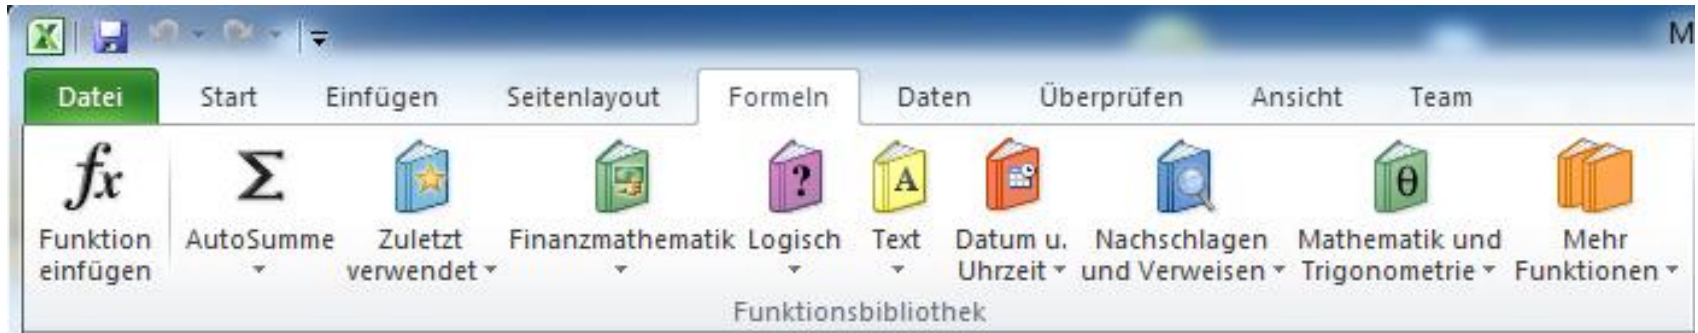 M
Datei Start Einfügen Seitenlayout Formeln Daten Überprüfen Ansicht Team
fx Σ ? A θ
Funktion AutoSumme Zuletzt Finanzmathematik Logisch Text Datum u. Nachschlagen Mathematik und Mehr
einfügen verwendet Uhrzeit und Verweisen Trigonometrie Funktionen
Funktionsbibliothek